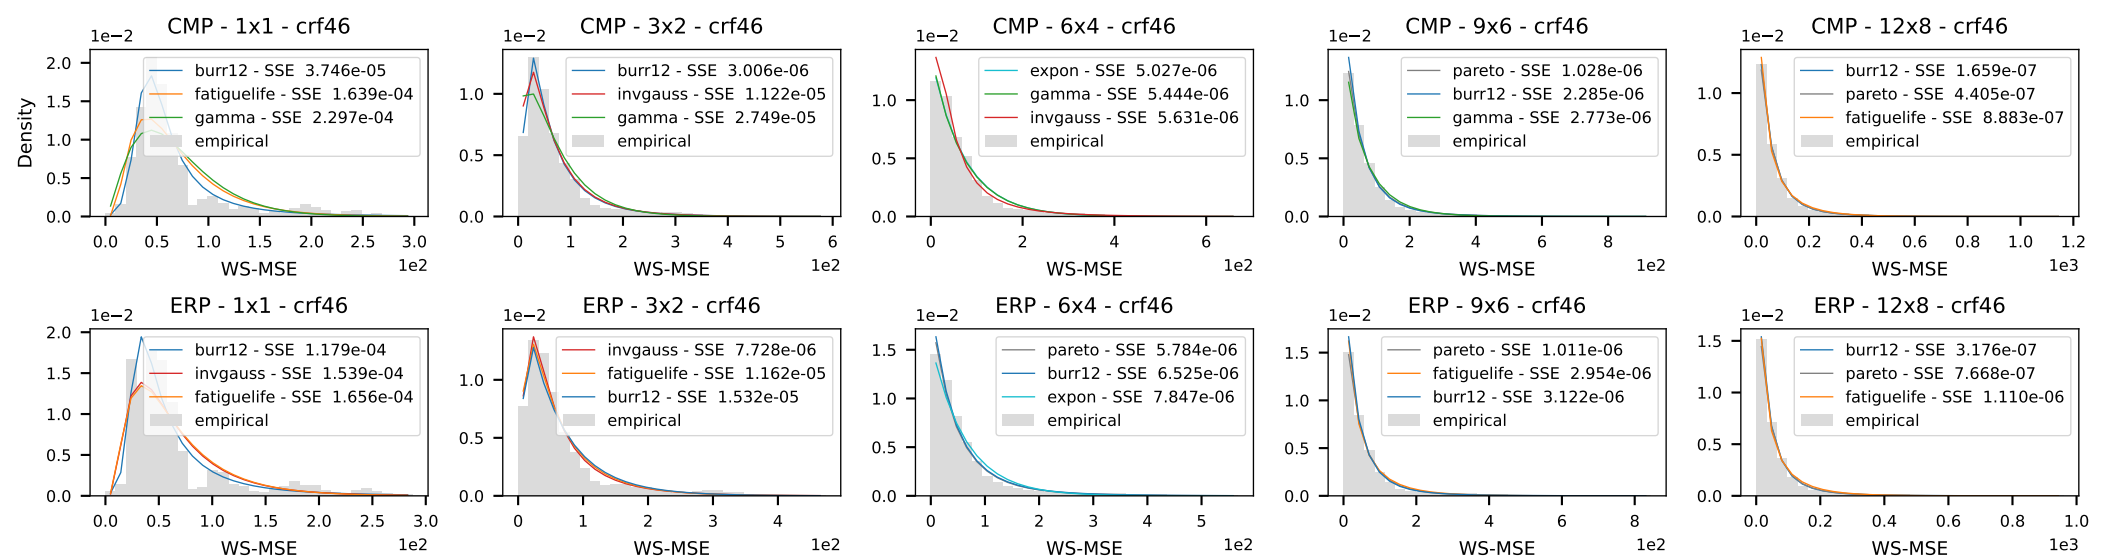 CMP - 1x1 - crf46
1e−2
2.0
1.5
1.0
0.5
0.0
Density
burr12 - SSE 3.746e-05
fatiguelife - SSE 1.639e-04
gamma - SSE 2.297e-04
empirical
0.0 0.5 1.0 1.5 2.0 2.5 3.0
WS-MSE
1e2
CMP - 3x2 - crf46
1e−2
1.0
0.5
0.0
burr12 - SSE 3.006e-06
invgauss - SSE 1.122e-05
gamma - SSE 2.749e-05
empirical
0 1 2 3 4 5 6
WS-MSE
1e2
CMP - 6x4 - crf46
1e−2
1.0
0.5
0.0
expon - SSE 5.027e-06
gamma - SSE 5.444e-06
invgauss - SSE 5.631e-06
empirical
0 2 4 6
WS-MSE
1e2
CMP - 9x6 - crf46
1e−2
1.0
0.5
0.0
pareto - SSE 1.028e-06
burr12 - SSE 2.285e-06
gamma - SSE 2.773e-06
empirical
0 2 4 6 8
WS-MSE
1e2
CMP - 12x8 - crf46
1e−2
1.0
0.5
0.0
burr12 - SSE 1.659e-07
pareto - SSE 4.405e-07
fatiguelife - SSE 8.883e-07
empirical
0.0 0.2 0.4 0.6 0.8 1.0 1.2
WS-MSE
1e3
ERP - 1x1 - crf46
1e−2
2.0
1.5
1.0
0.5
0.0
burr12 - SSE 1.179e-04
invgauss - SSE 1.539e-04
fatiguelife - SSE 1.656e-04
empirical
0.0 0.5 1.0 1.5 2.0 2.5 3.0
WS-MSE
1e2
ERP - 3x2 - crf46
1e−2
1.0
0.5
0.0
invgauss - SSE 7.728e-06
fatiguelife - SSE 1.162e-05
burr12 - SSE 1.532e-05
empirical
0 1 2 3 4
WS-MSE
1e2
ERP - 6x4 - crf46
1e−2
1.5
1.0
0.5
0.0
pareto - SSE 5.784e-06
burr12 - SSE 6.525e-06
expon - SSE 7.847e-06
empirical
0 1 2 3 4 5
WS-MSE
1e2
ERP - 9x6 - crf46
1e−2
1.5
1.0
0.5
0.0
pareto - SSE 1.011e-06
fatiguelife - SSE 2.954e-06
burr12 - SSE 3.122e-06
empirical
0 2 4 6 8
WS-MSE
1e2
ERP - 12x8 - crf46
1e−2
1.5
1.0
0.5
0.0
burr12 - SSE 3.176e-07
pareto - SSE 7.668e-07
fatiguelife - SSE 1.110e-06
empirical
0.0 0.2 0.4 0.6 0.8 1.0
WS-MSE
1e3